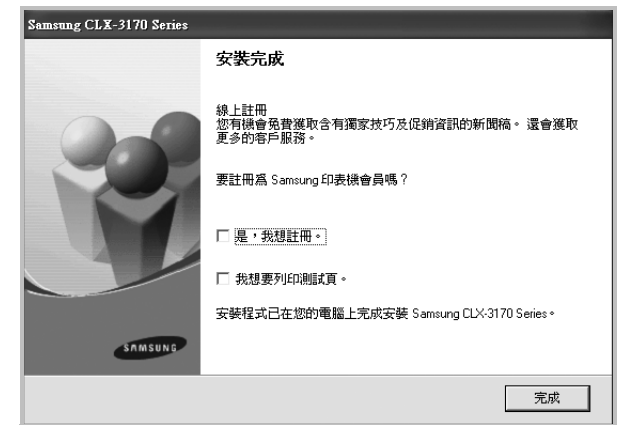 Samsung CLX-3170 Series
安裝完成
線上註冊
您有機會免費獲取含有獨家技巧及促銷資訊的新聞稿。 還會獲取
更多的客戶服務。
要註冊為 Samsung 印表機會員嗎？
是，我想註冊。
我想要列印測試頁。
安裝程式已在您的電腦上完成安裝 Samsung CLX-3170 Series。
SAMSUNG
完成